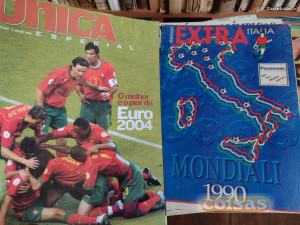 ÚNICA
ESPECIAL
O melhor
e o pior do
Euro
2004
EXTRA
ITALIA
MONDIALI
1990
coisas